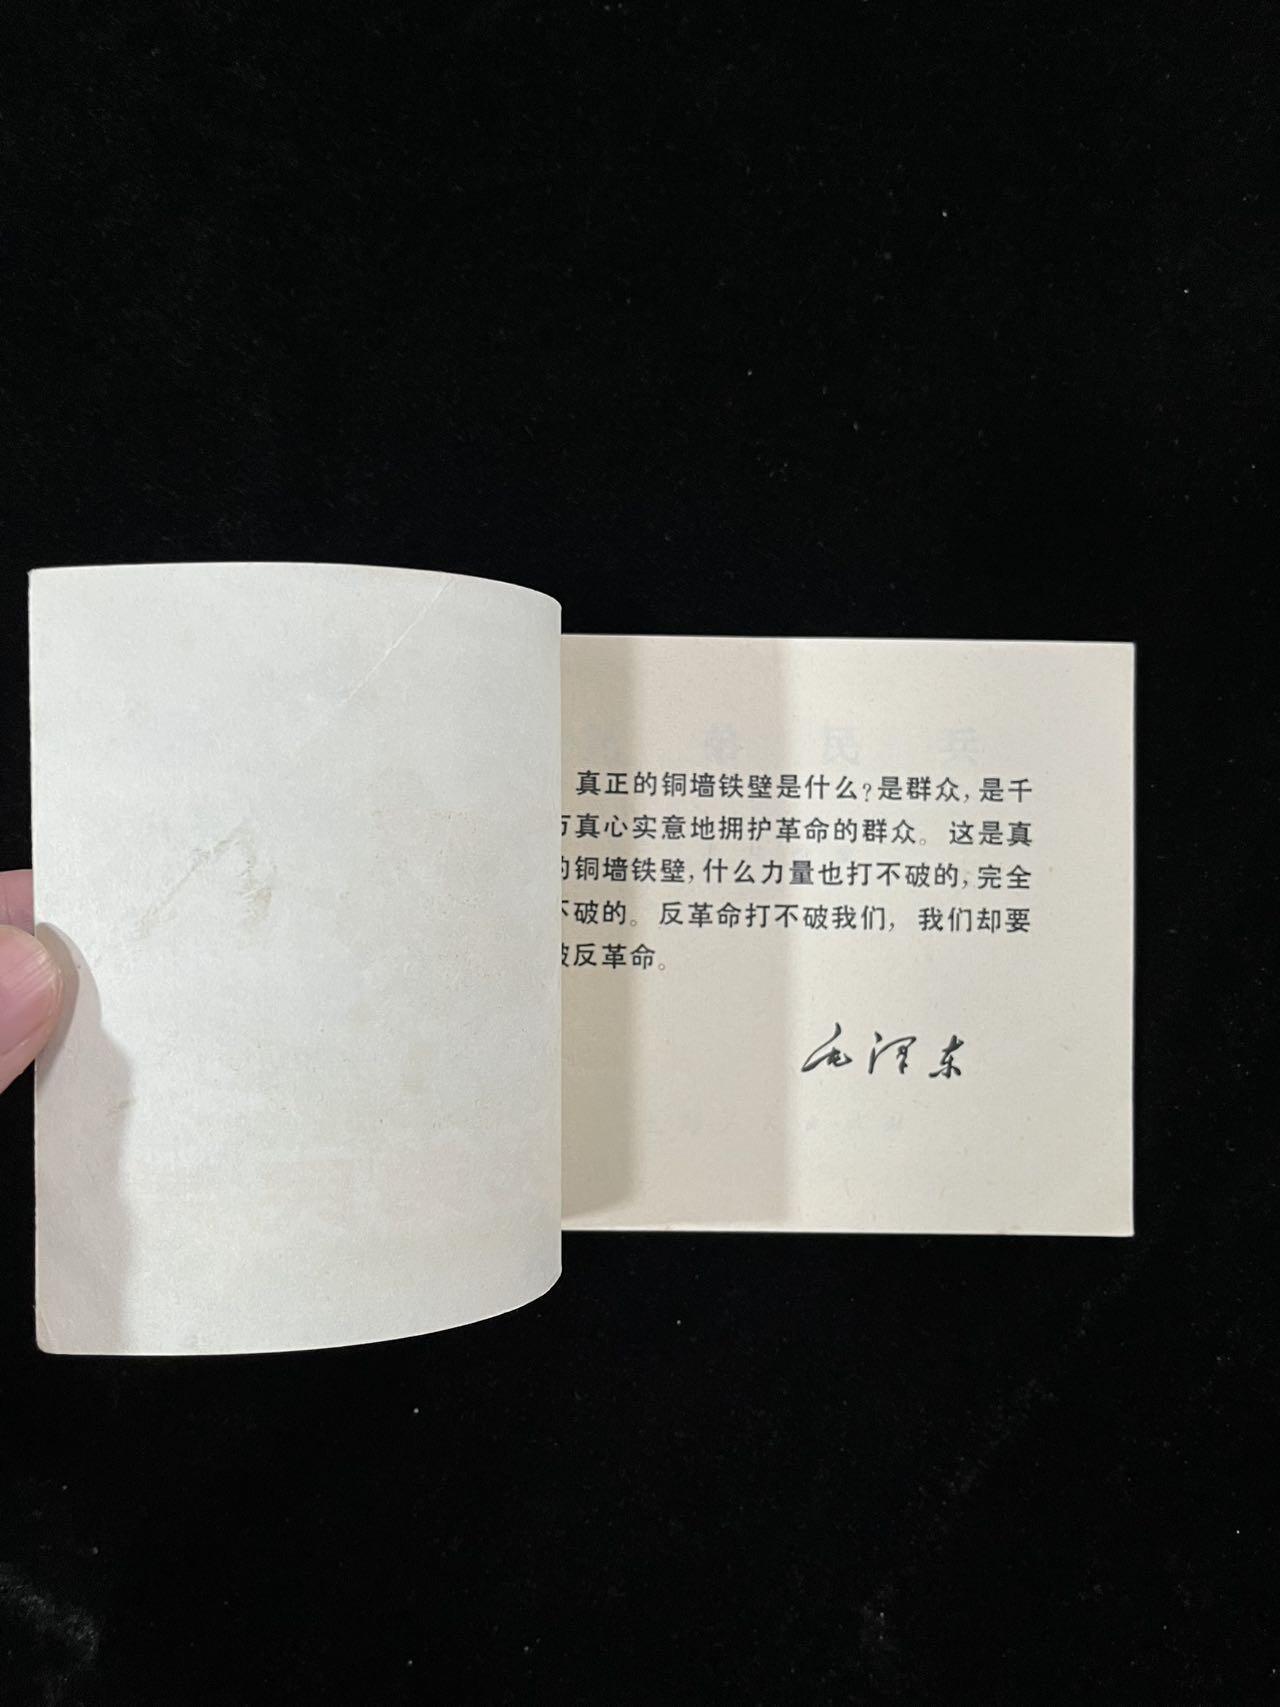 真正的铜墙铁壁是什么?是群众,是千
万真心实意地拥护革命的群众。这是真
的铜墙铁壁,什么力量也打不破的,完全
不破的。反革命打不破我们,我们却要
破反革命。
毛泽东